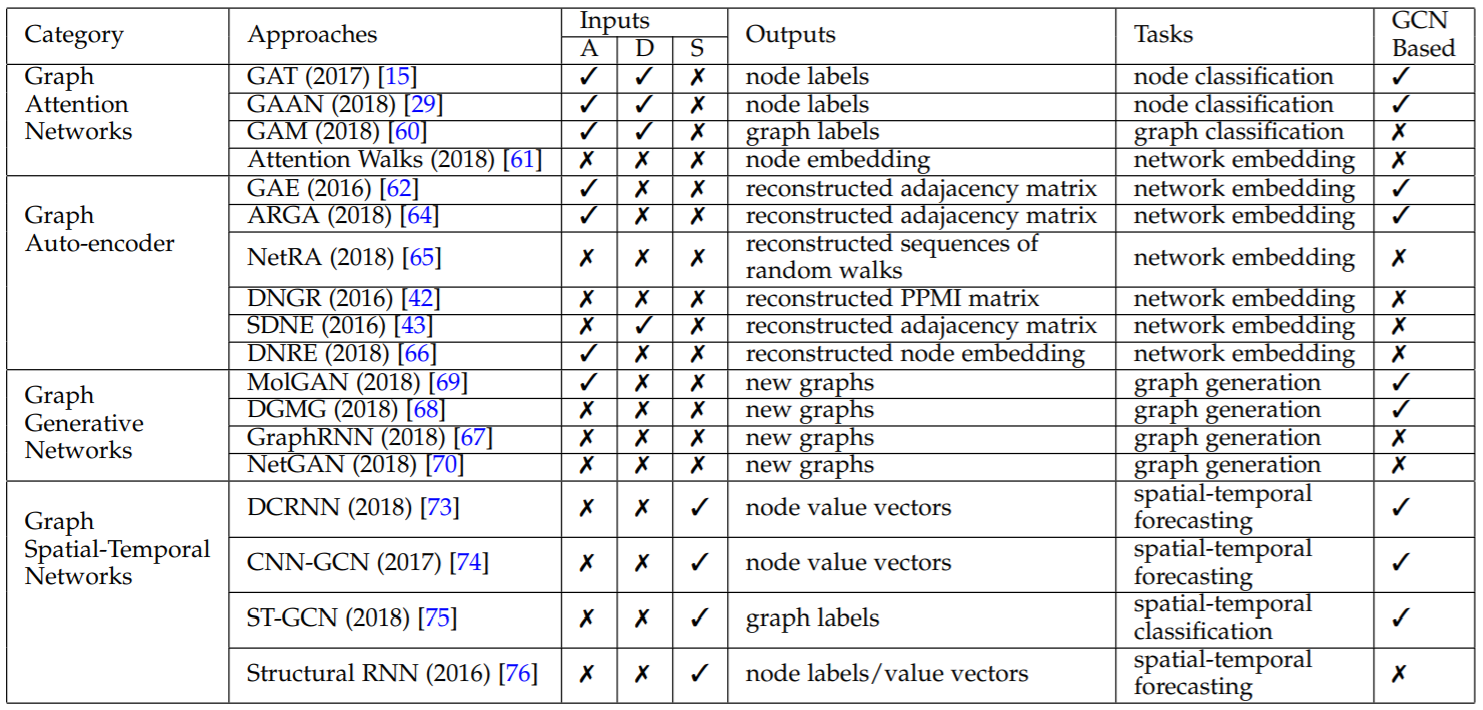 Category Approaches Inputs Outputs Tasks GCN Based
A D S
Graph Attention Networks
GAT (2017) [15] ✓ ✓ ✗ node labels node classification ✓
GAAN (2018) [29] ✓ ✓ ✗ node labels node classification ✓
GAM (2018) [60] ✓ ✓ ✗ graph labels graph classification ✗
Attention Walks (2018) [61] ✗ ✗ ✗ node embedding network embedding ✗
Graph Auto-encoder
GAE (2016) [62] ✓ ✗ ✗ reconstructed adajacency matrix network embedding ✓
ARGA (2018) [64] ✓ ✗ ✗ reconstructed adajacency matrix network embedding ✓
NetRA (2018) [65] ✗ ✗ ✗ reconstructed sequences of random walks network embedding ✗
DNGR (2016) [42] ✗ ✗ ✗ reconstructed PPMI matrix network embedding ✗
SDNE (2016) [43] ✗ ✓ ✗ reconstructed adajacency matrix network embedding ✗
DNRE (2018) [66] ✓ ✗ ✗ reconstructed node embedding network embedding ✗
Graph Generative Networks
MolGAN (2018) [69] ✓ ✗ ✗ new graphs graph generation ✓
DGMG (2018) [68] ✗ ✗ ✗ new graphs graph generation ✓
GraphRNN (2018) [67] ✗ ✗ ✗ new graphs graph generation ✗
NetGAN (2018) [70] ✗ ✗ ✗ new graphs graph generation ✗
Graph Spatial-Temporal Networks
DCRNN (2018) [73] ✗ ✗ ✓ node value vectors spatial-temporal forecasting ✓
CNN-GCN (2017) [74] ✗ ✗ ✓ node value vectors spatial-temporal forecasting ✓
ST-GCN (2018) [75] ✗ ✗ ✓ graph labels spatial-temporal classification ✓
Structural RNN (2016) [76] ✗ ✗ ✓ node labels/value vectors spatial-temporal forecasting ✗